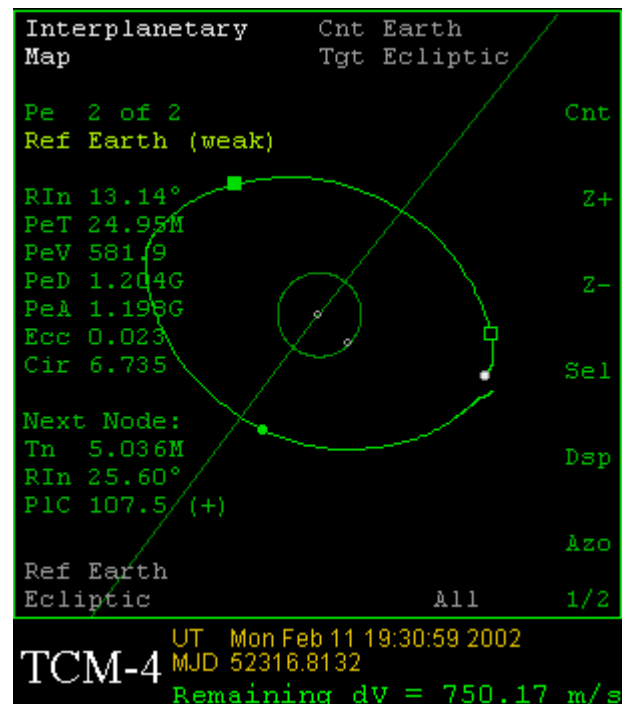 Interplanetary Cnt Earth
Map Tgt Ecliptic
Pe 2 of 2 Cnt
Ref Earth (weak)
RIn 13.14° Z+
PeT 24.95M
PeV 581.9
PeD 1.204G Z-
PeA 1.198G
Ecc 0.023
Cir 6.735 Sel
Next Node:
Tn 5.036M Dsp
RIn 25.60°
PlC 107.5 (+)
Azo
Ref Earth
Ecliptic All 1/2
UT Mon Feb 11 19:30:59 2002
TCM-4 MJD 52316.8132
Remaining dV = 750.17 m/s